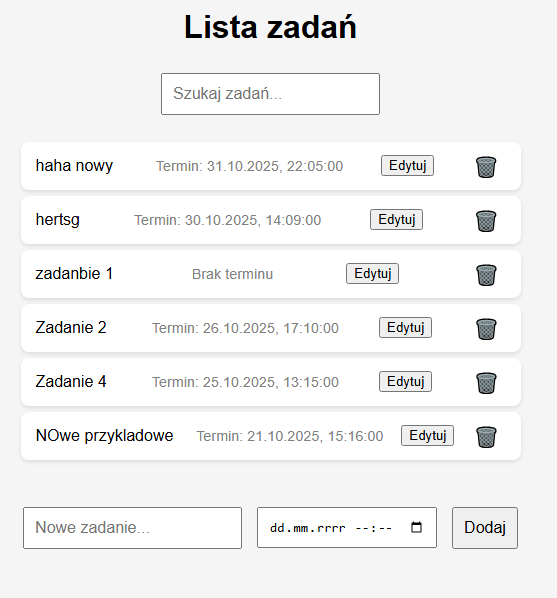 Lista zadań
Szukaj zadań...
haha nowy Termin: 31.10.2025, 22:05:00 Edytuj
hertsg Termin: 30.10.2025, 14:09:00 Edytuj
zadanbie 1 Brak terminu Edytuj
Zadanie 2 Termin: 26.10.2025, 17:10:00 Edytuj
Zadanie 4 Termin: 25.10.2025, 13:15:00 Edytuj
NOwe przykladowe Termin: 21.10.2025, 15:16:00 Edytuj
Nowe zadanie... dd.mm.rrrr --:-- Dodaj